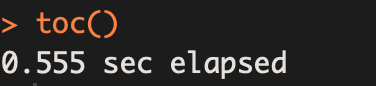 > toc()
0.555 sec elapsed